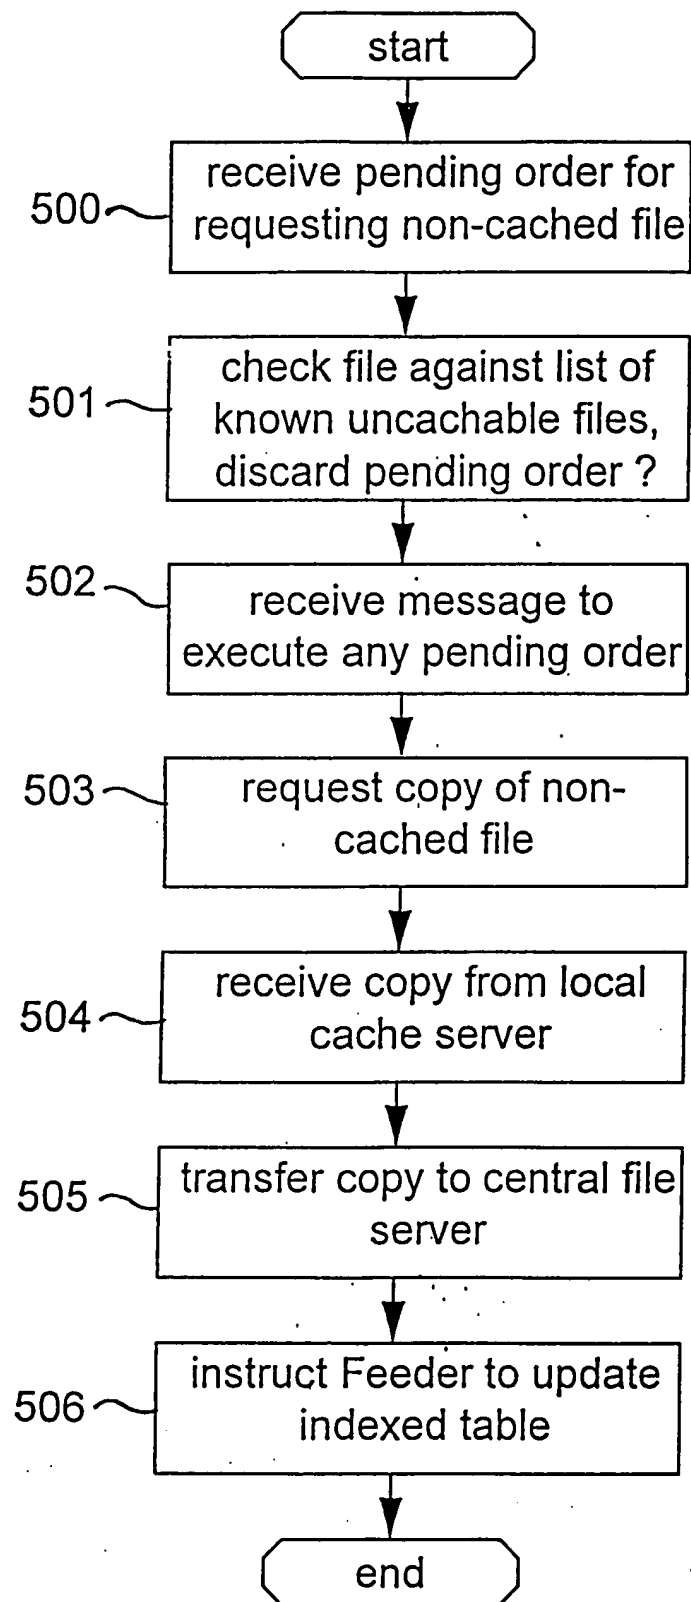 start
500
receive pending order for
requesting non-cached file
501
check file against list of
known uncachable files,
discard pending order ?
502
receive message to
execute any pending order
503
request copy of non-
cached file
504
receive copy from local
cache server
505
transfer copy to central file
server
506
instruct Feeder to update
indexed table
end